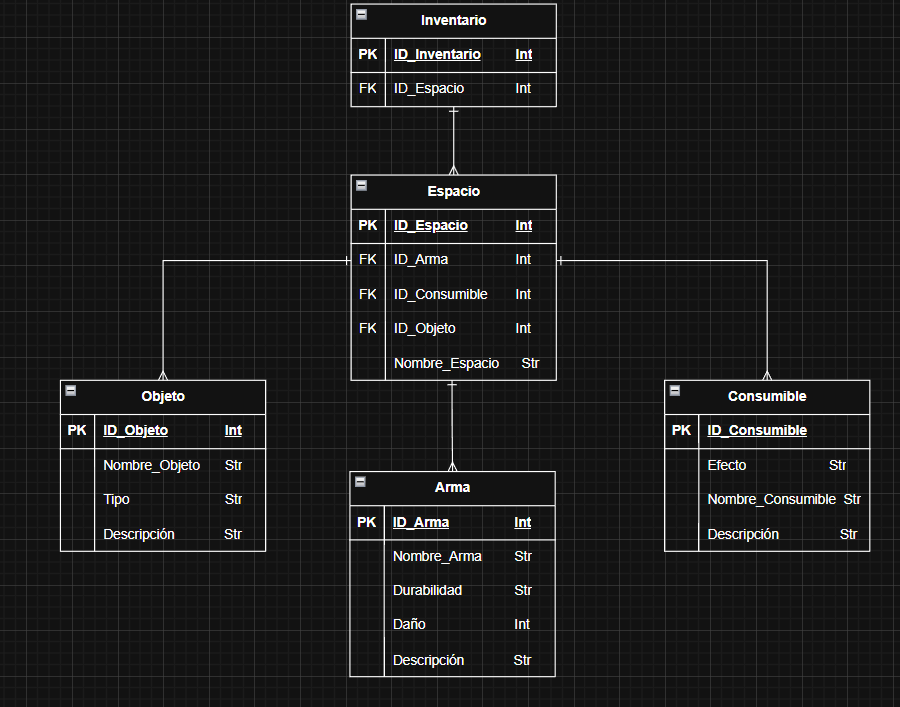 Inventario
PK ID_Inventario Int
FK ID_Espacio Int
Espacio
PK ID_Espacio Int
FK ID_Arma Int
FK ID_Consumible Int
FK ID_Objeto Int
Nombre_Espacio Str
Objeto
PK ID_Objeto Int
Nombre_Objeto Str
Tipo Str
Descripción Str
Arma
PK ID_Arma Int
Nombre_Arma Str
Durabilidad Str
Daño Int
Descripción Str
Consumible
PK ID_Consumible
Efecto Str
Nombre_Consumible Str
Descripción Str